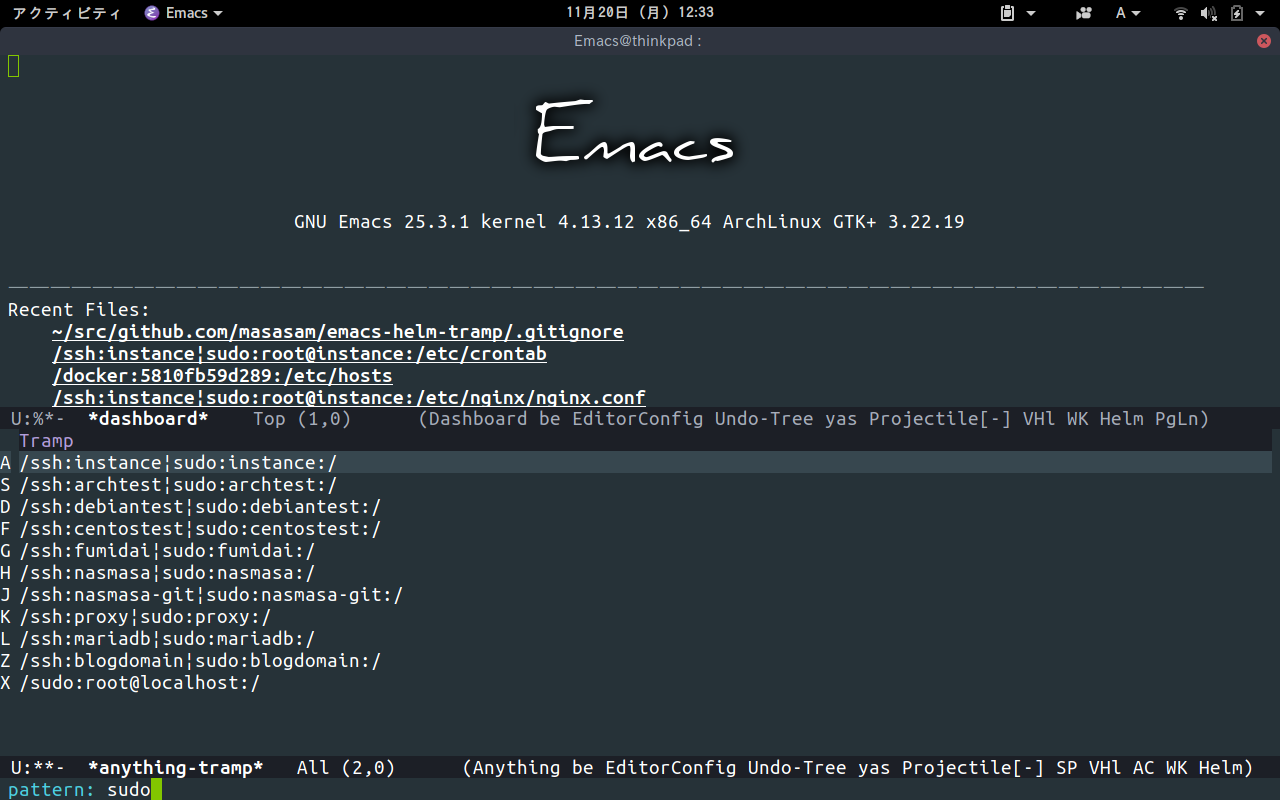 アクティビティ Emacs 11月20日 (月) 12:33 A
Emacs@thinkpad :
Emacs
GNU Emacs 25.3.1 kernel 4.13.12 x86_64 ArchLinux GTK+ 3.22.19
Recent Files:
~/src/github.com/masasam/emacs-helm-tramp/.gitignore
/ssh:instance¦sudo:root@instance:/etc/crontab
/docker:5810fb59d289:/etc/hosts
/ssh:instance¦sudo:root@instance:/etc/nginx/nginx.conf
U:%*- *dashboard* Top (1,0) (Dashboard be EditorConfig Undo-Tree yas Projectile[-] VHl WK Helm PgLn)
Tramp
A /ssh:instance¦sudo:instance:/
S /ssh:archtest¦sudo:archtest:/
D /ssh:debiantest¦sudo:debiantest:/
F /ssh:centostest¦sudo:centostest:/
G /ssh:fumidai¦sudo:fumidai:/
H /ssh:nasmasa¦sudo:nasmasa:/
J /ssh:nasmasa-git¦sudo:nasmasa-git:/
K /ssh:proxy¦sudo:proxy:/
L /ssh:mariadb¦sudo:mariadb:/
Z /ssh:blogdomain¦sudo:blogdomain:/
X /sudo:root@localhost:/
U:**- *anything-tramp* All (2,0) (Anything be EditorConfig Undo-Tree yas Projectile[-] SP VHl AC WK Helm)
pattern: sudo